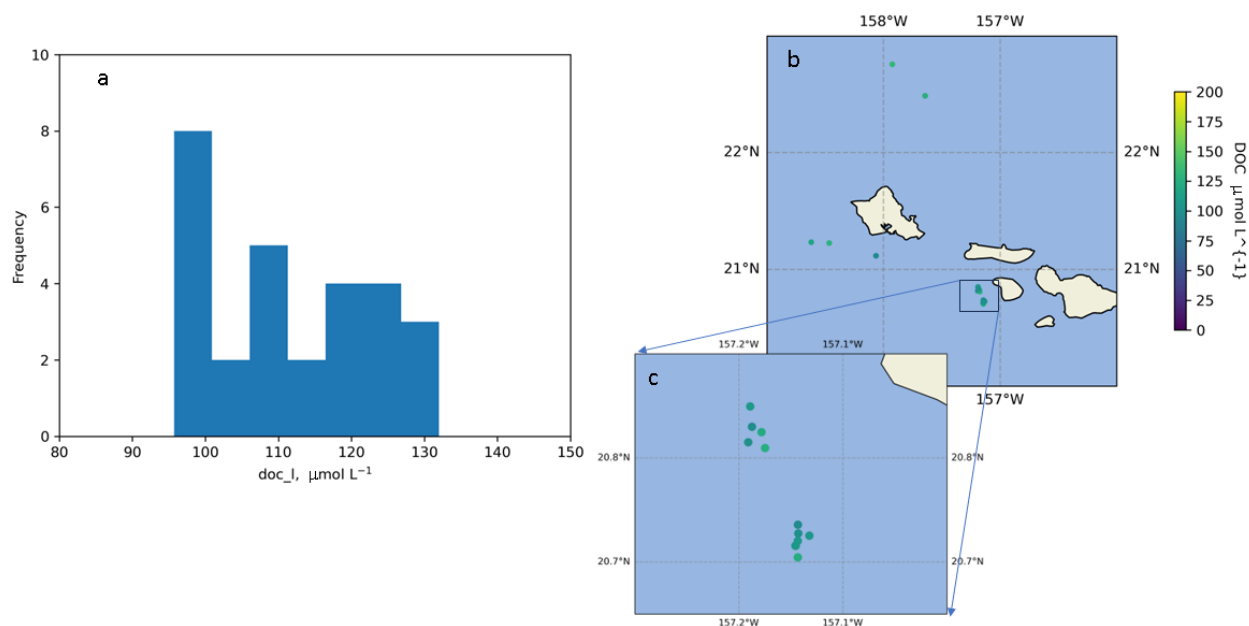 a
10
8
6
4
2
0
Frequency
80 90 100 110 120 130 140 150
doc_l, μmol L⁻¹
158°W 157°W
b
22°N 22°N
21°N 21°N
157°W
200
175
150
125
100
75
50
25
0
DOC μmol L^{-1}
157.2°W 157.1°W
c
20.8°N 20.8°N
20.7°N 20.7°N
157.2°W 157.1°W